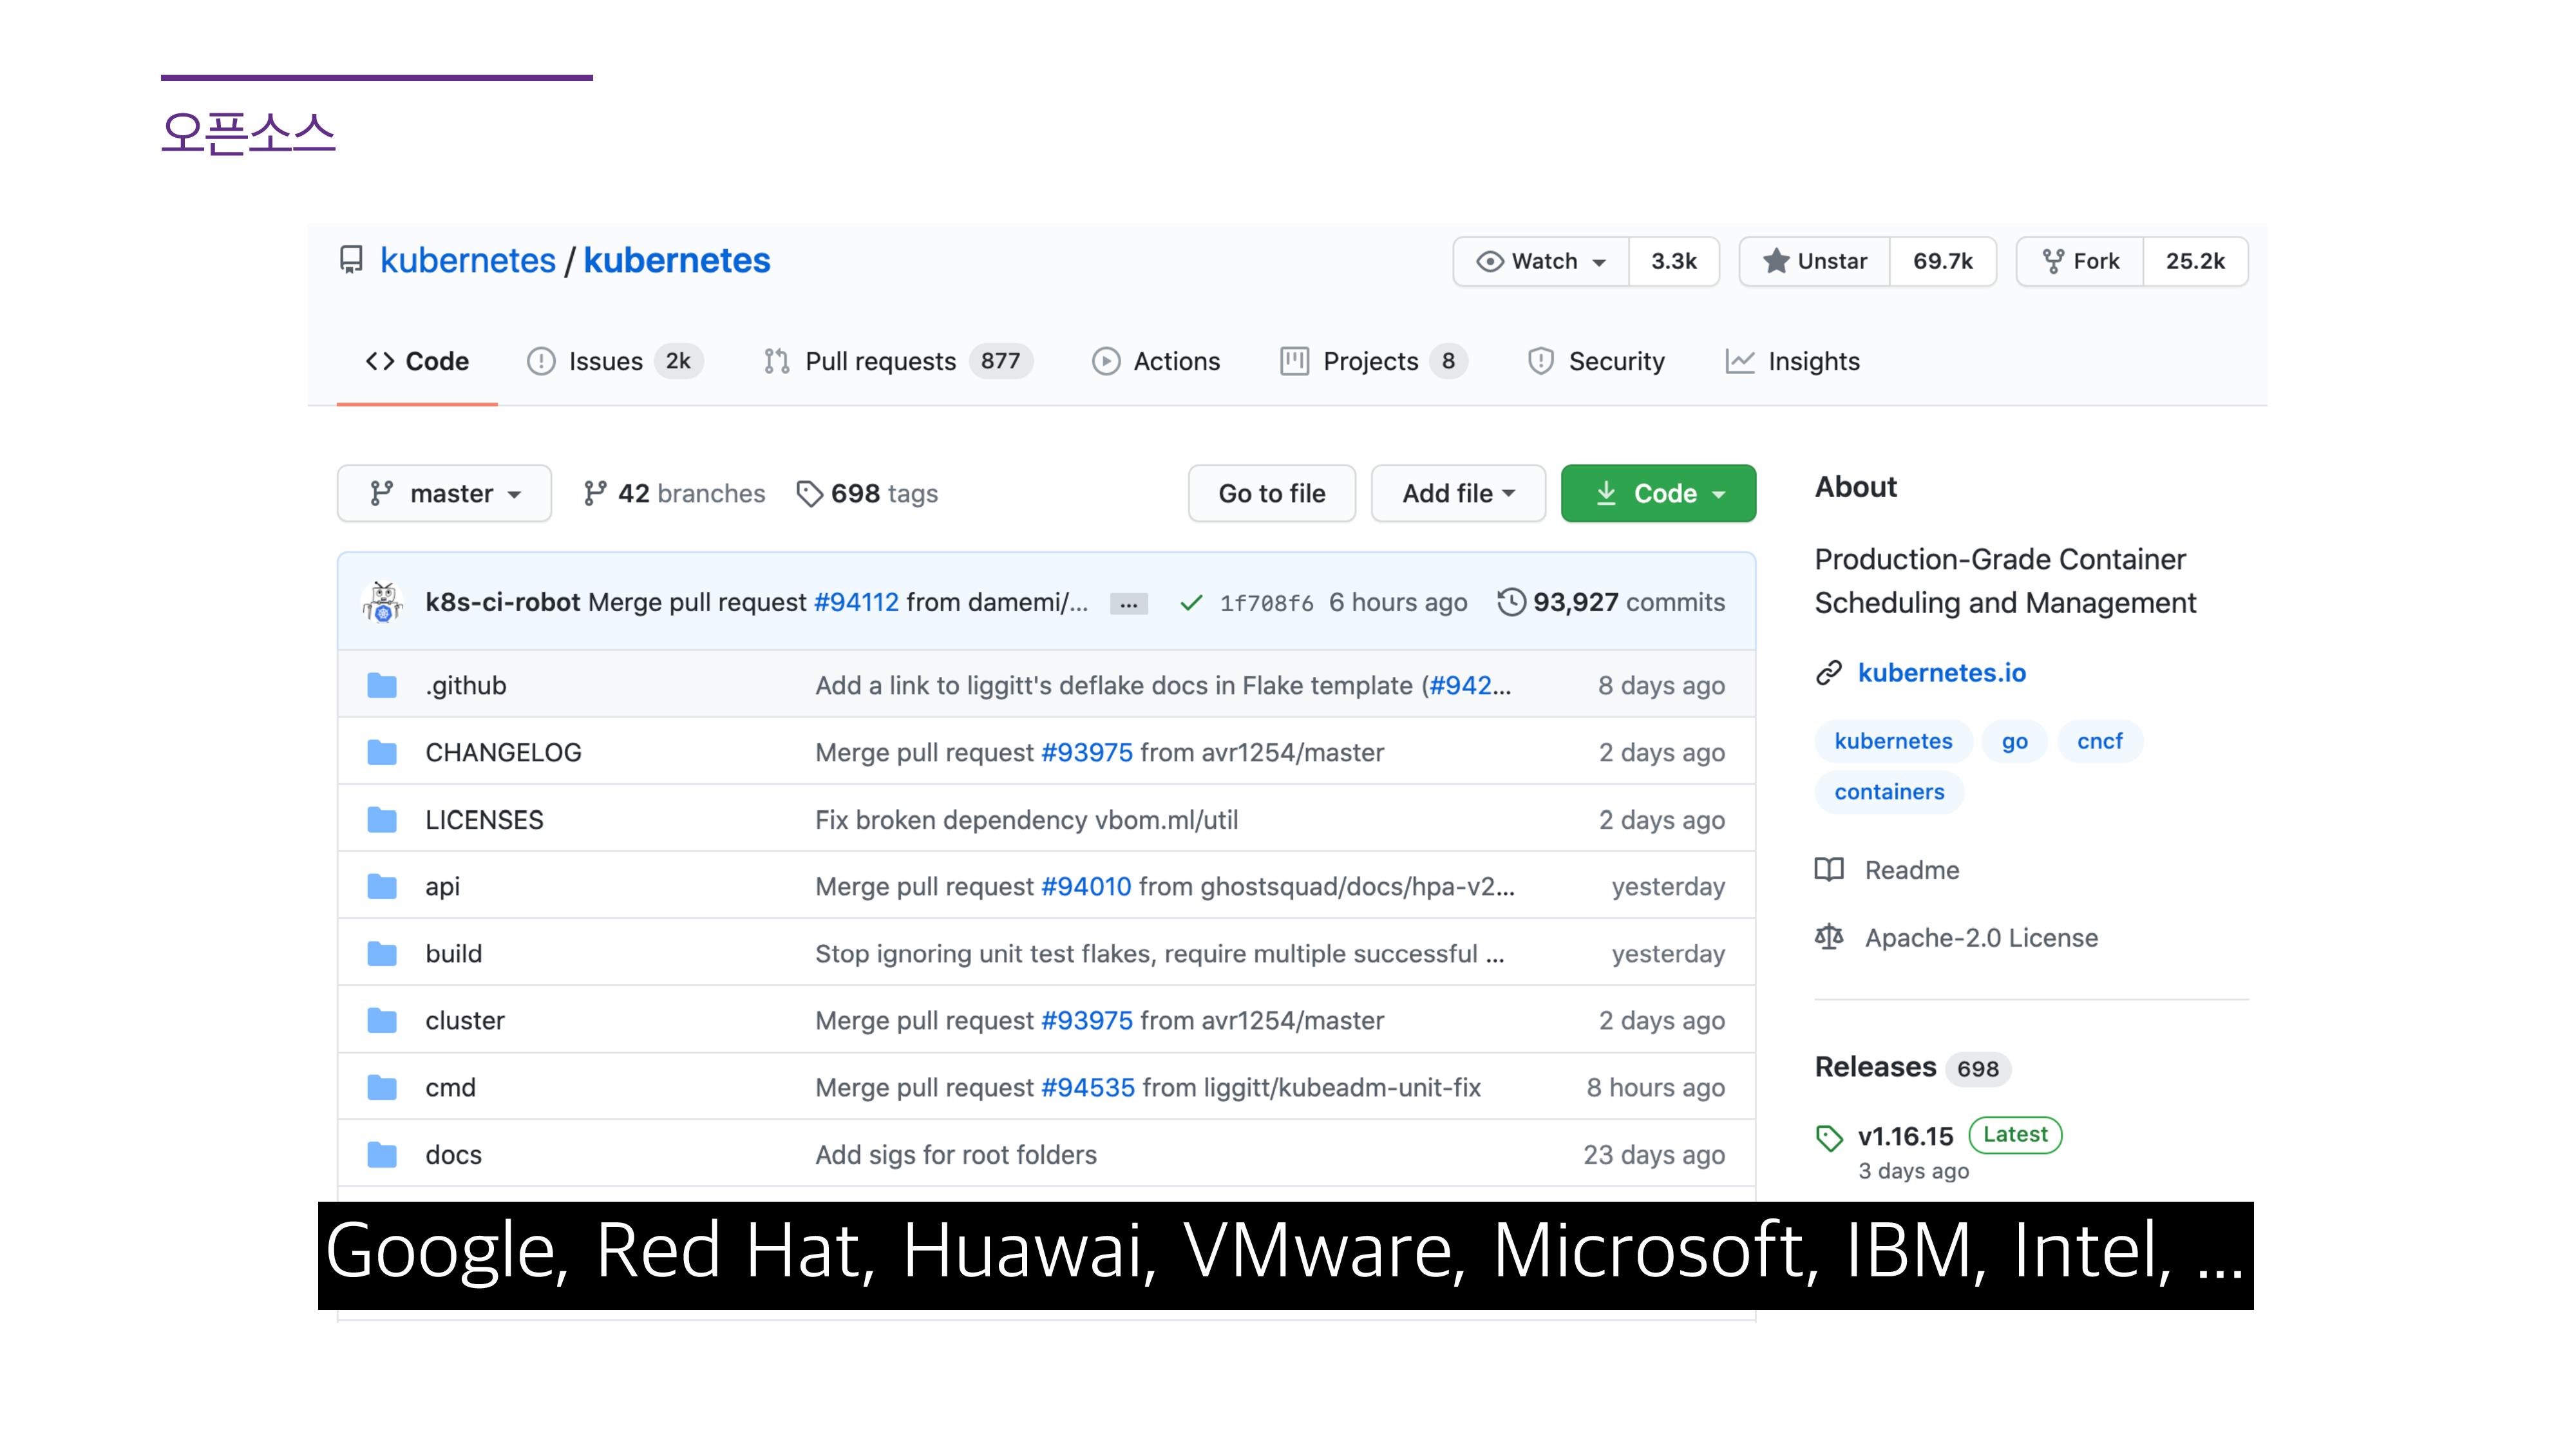 오픈소스
kubernetes / kubernetes
Watch 3.3k Unstar 69.7k Fork 25.2k
Code Issues 2k Pull requests 877 Actions Projects 8 Security Insights
master 42 branches 698 tags Go to file Add file Code
k8s-ci-robot Merge pull request #94112 from damemi/... ... 1f708f6 6 hours ago 93,927 commits
.github Add a link to liggitt's deflake docs in Flake template (#942... 8 days ago
CHANGELOG Merge pull request #93975 from avr1254/master 2 days ago
LICENSES Fix broken dependency vbom.ml/util 2 days ago
api Merge pull request #94010 from ghostsquad/docs/hpa-v2... yesterday
build Stop ignoring unit test flakes, require multiple successful ... yesterday
cluster Merge pull request #93975 from avr1254/master 2 days ago
cmd Merge pull request #94535 from liggitt/kubeadm-unit-fix 8 hours ago
docs Add sigs for root folders 23 days ago
About
Production-Grade Container
Scheduling and Management
kubernetes.io
kubernetes go cncf
containers
Readme
Apache-2.0 License
Releases 698
v1.16.15 Latest
3 days ago
Google, Red Hat, Huawai, VMware, Microsoft, IBM, Intel, ...